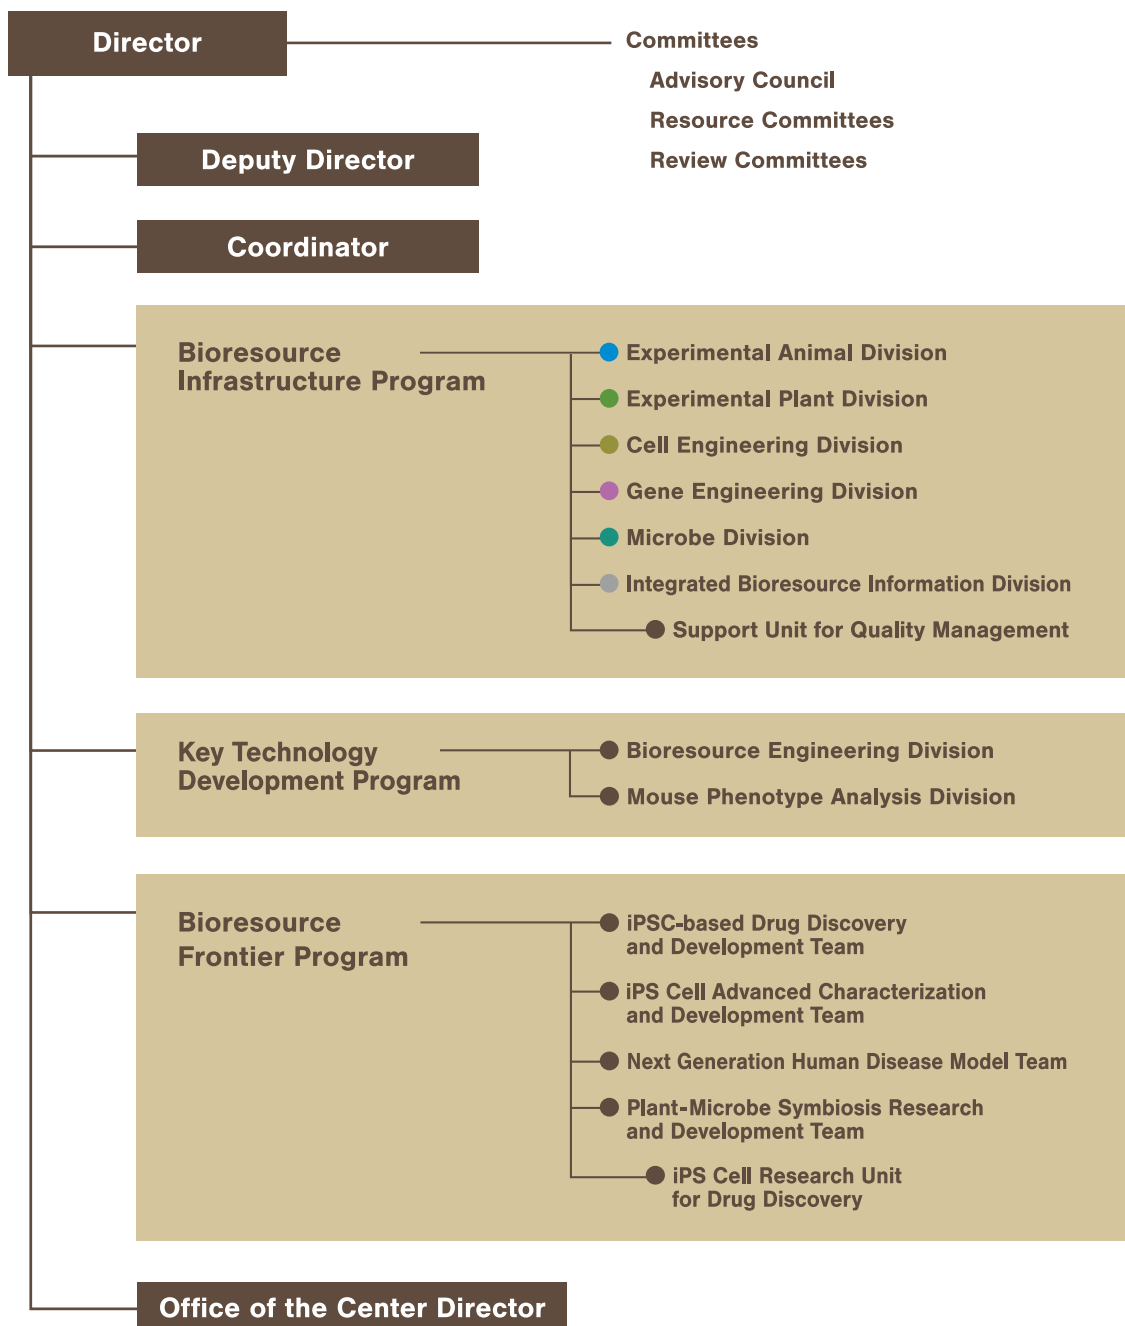 Director
Committees
Advisory Council
Resource Committees
Review Committees
Deputy Director
Coordinator
Bioresource
Infrastructure Program
Experimental Animal Division
Experimental Plant Division
Cell Engineering Division
Gene Engineering Division
Microbe Division
Integrated Bioresource Information Division
Support Unit for Quality Management
Key Technology
Development Program
Bioresource Engineering Division
Mouse Phenotype Analysis Division
Bioresource
Frontier Program
iPSC-based Drug Discovery
and Development Team
iPS Cell Advanced Characterization
and Development Team
Next Generation Human Disease Model Team
Plant-Microbe Symbiosis Research
and Development Team
iPS Cell Research Unit
for Drug Discovery
Office of the Center Director